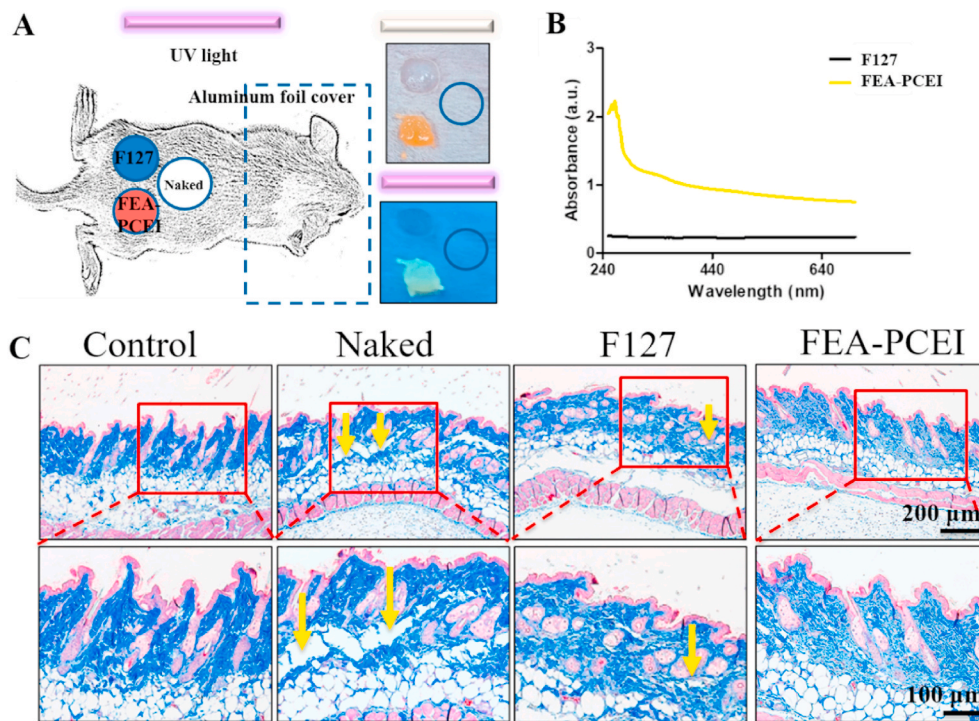 A
UV light
Aluminum foil cover
F127
Naked
FEA-
PCEI
B
Absorbance (a.u.)
3
2
1
0
240
440
640
Wavelength (nm)
F127
FEA-PCEI
C
Control
Naked
F127
FEA-PCEI
200 μm
100 μm